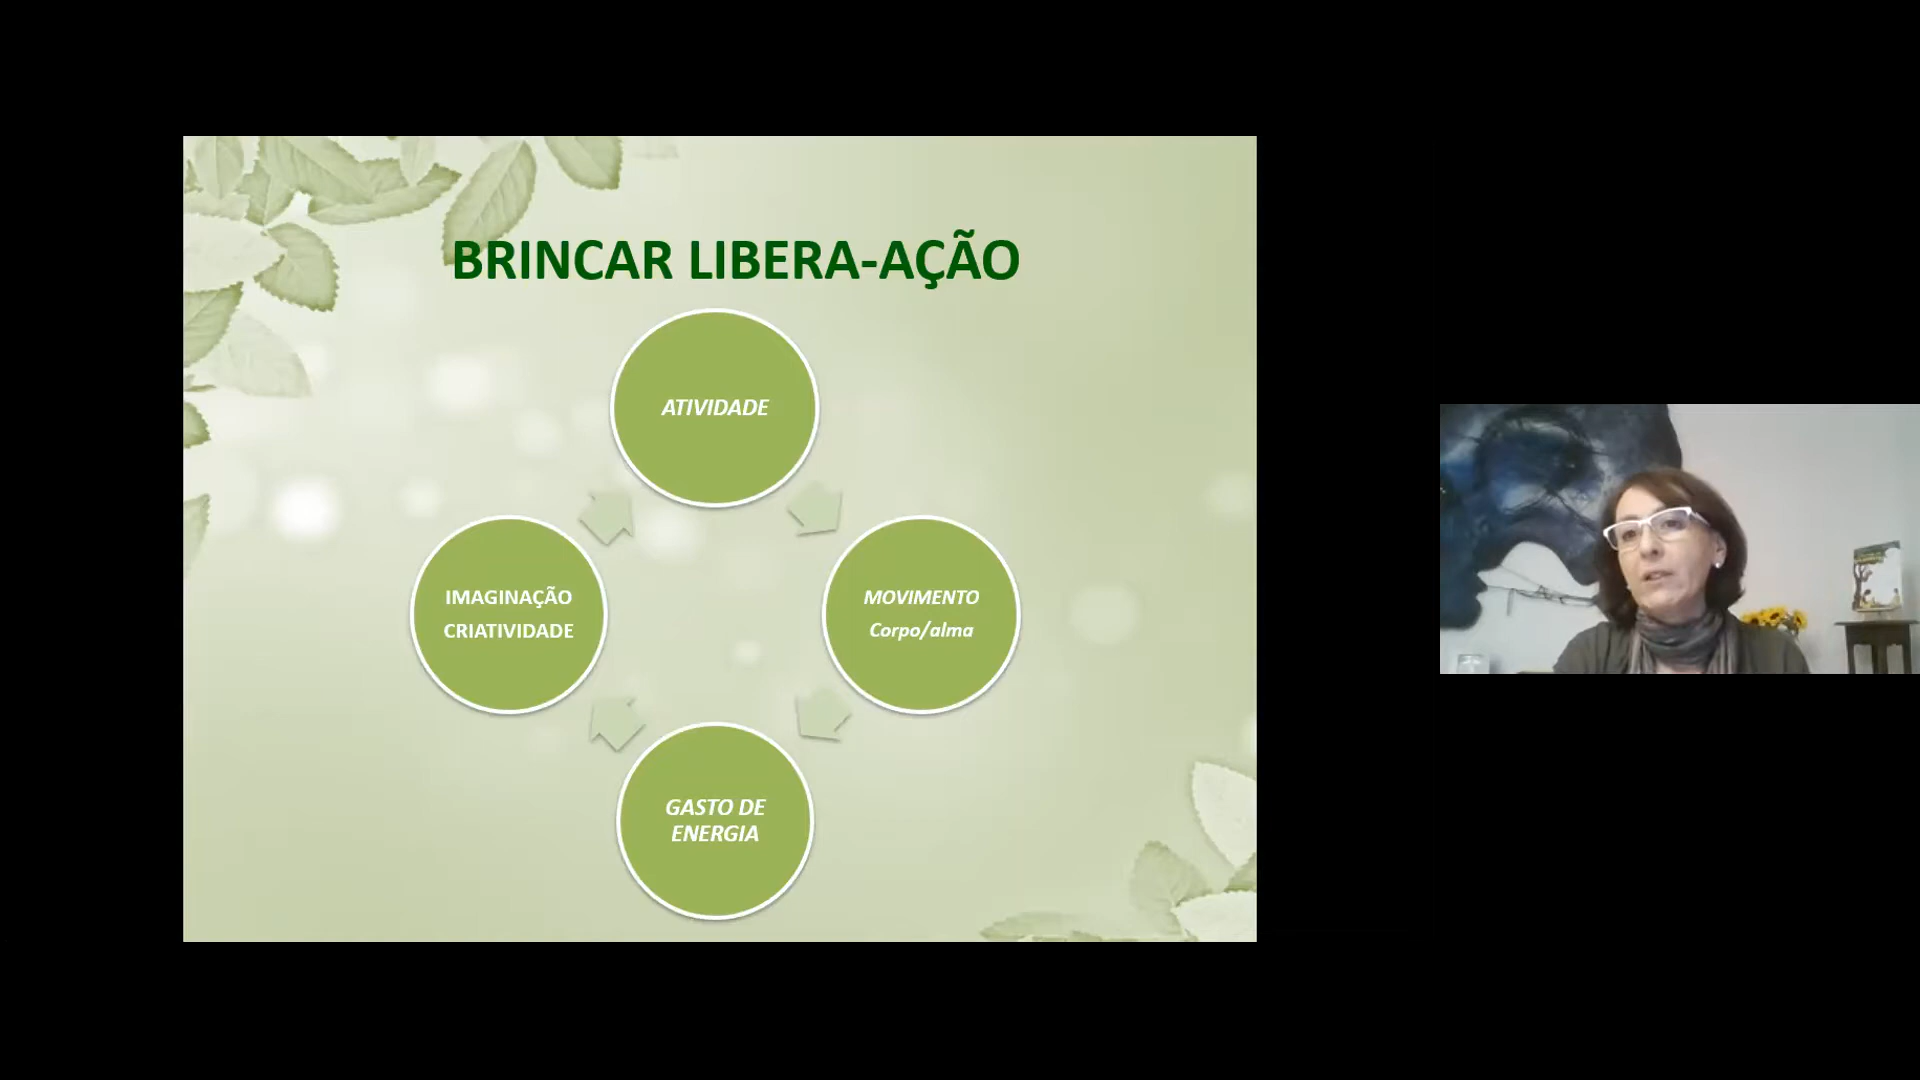 BRINCAR LIBERA-AÇÃO
ATIVIDADE
IMAGINAÇÃO
CRIATIVIDADE
MOVIMENTO
Corpo/alma
GASTO DE
ENERGIA